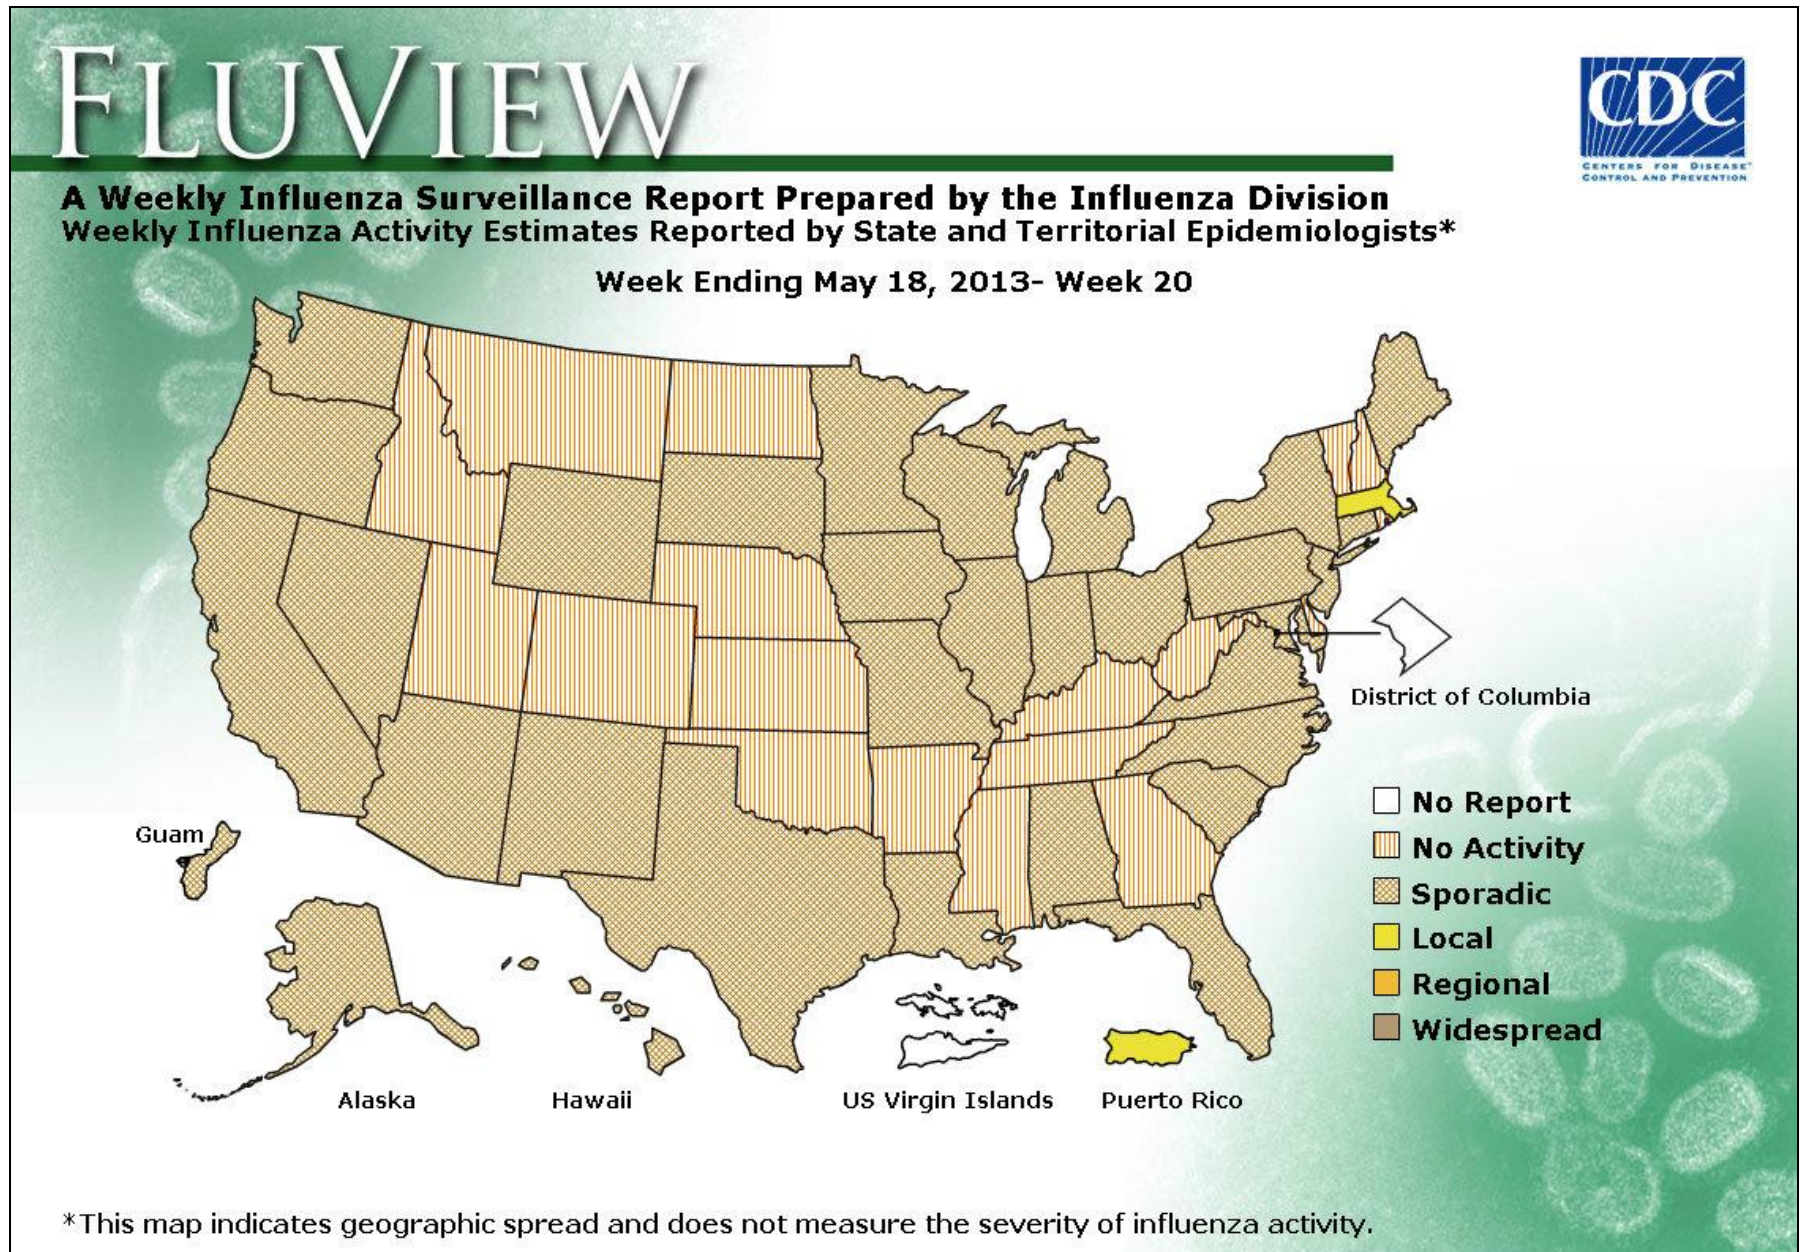 FLUVIEW
CDC
CENTERS FOR DISEASE™
CONTROL AND PREVENTION
A Weekly Influenza Surveillance Report Prepared by the Influenza Division
Weekly Influenza Activity Estimates Reported by State and Territorial Epidemiologists*
Week Ending May 18, 2013- Week 20
District of Columbia
No Report
No Activity
Sporadic
Local
Regional
Widespread
Guam
Alaska
Hawaii
US Virgin Islands
Puerto Rico
*This map indicates geographic spread and does not measure the severity of influenza activity.